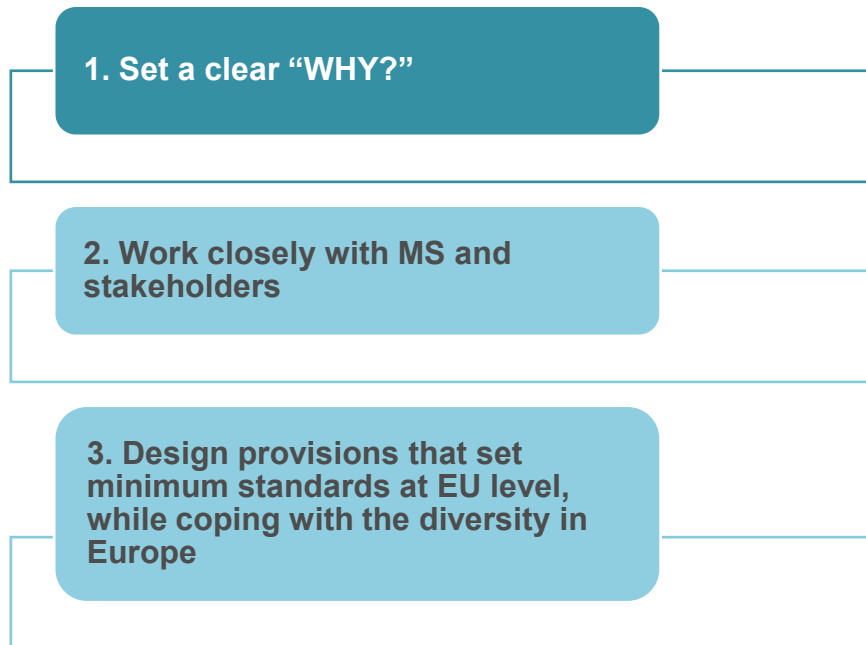 1. Set a clear “WHY?”
2. Work closely with MS and
stakeholders
3. Design provisions that set
minimum standards at EU level,
while coping with the diversity in
Europe